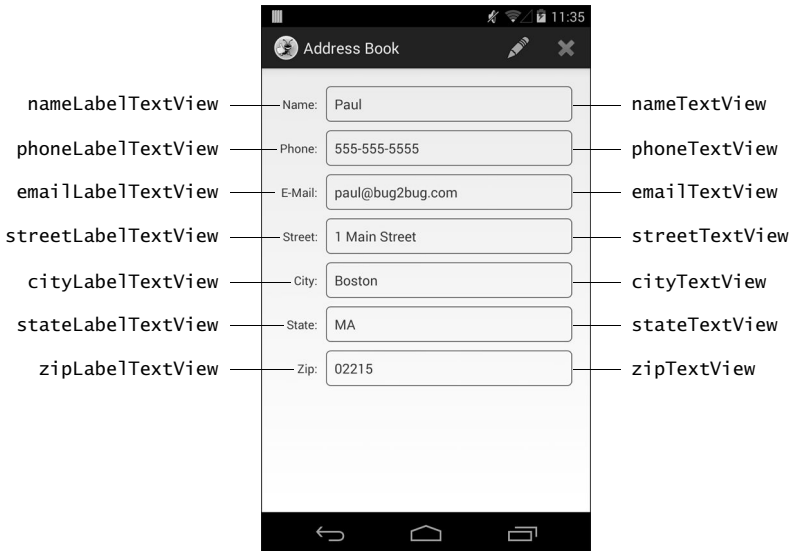 11:35
Address Book
nameLabelTextView Name: Paul nameTextView
phoneLabelTextView Phone: 555-555-5555 phoneTextView
emailLabelTextView E-Mail: paul@bug2bug.com emailTextView
streetLabelTextView Street: 1 Main Street streetTextView
cityLabelTextView City: Boston cityTextView
stateLabelTextView State: MA stateTextView
zipLabelTextView Zip: 02215 zipTextView